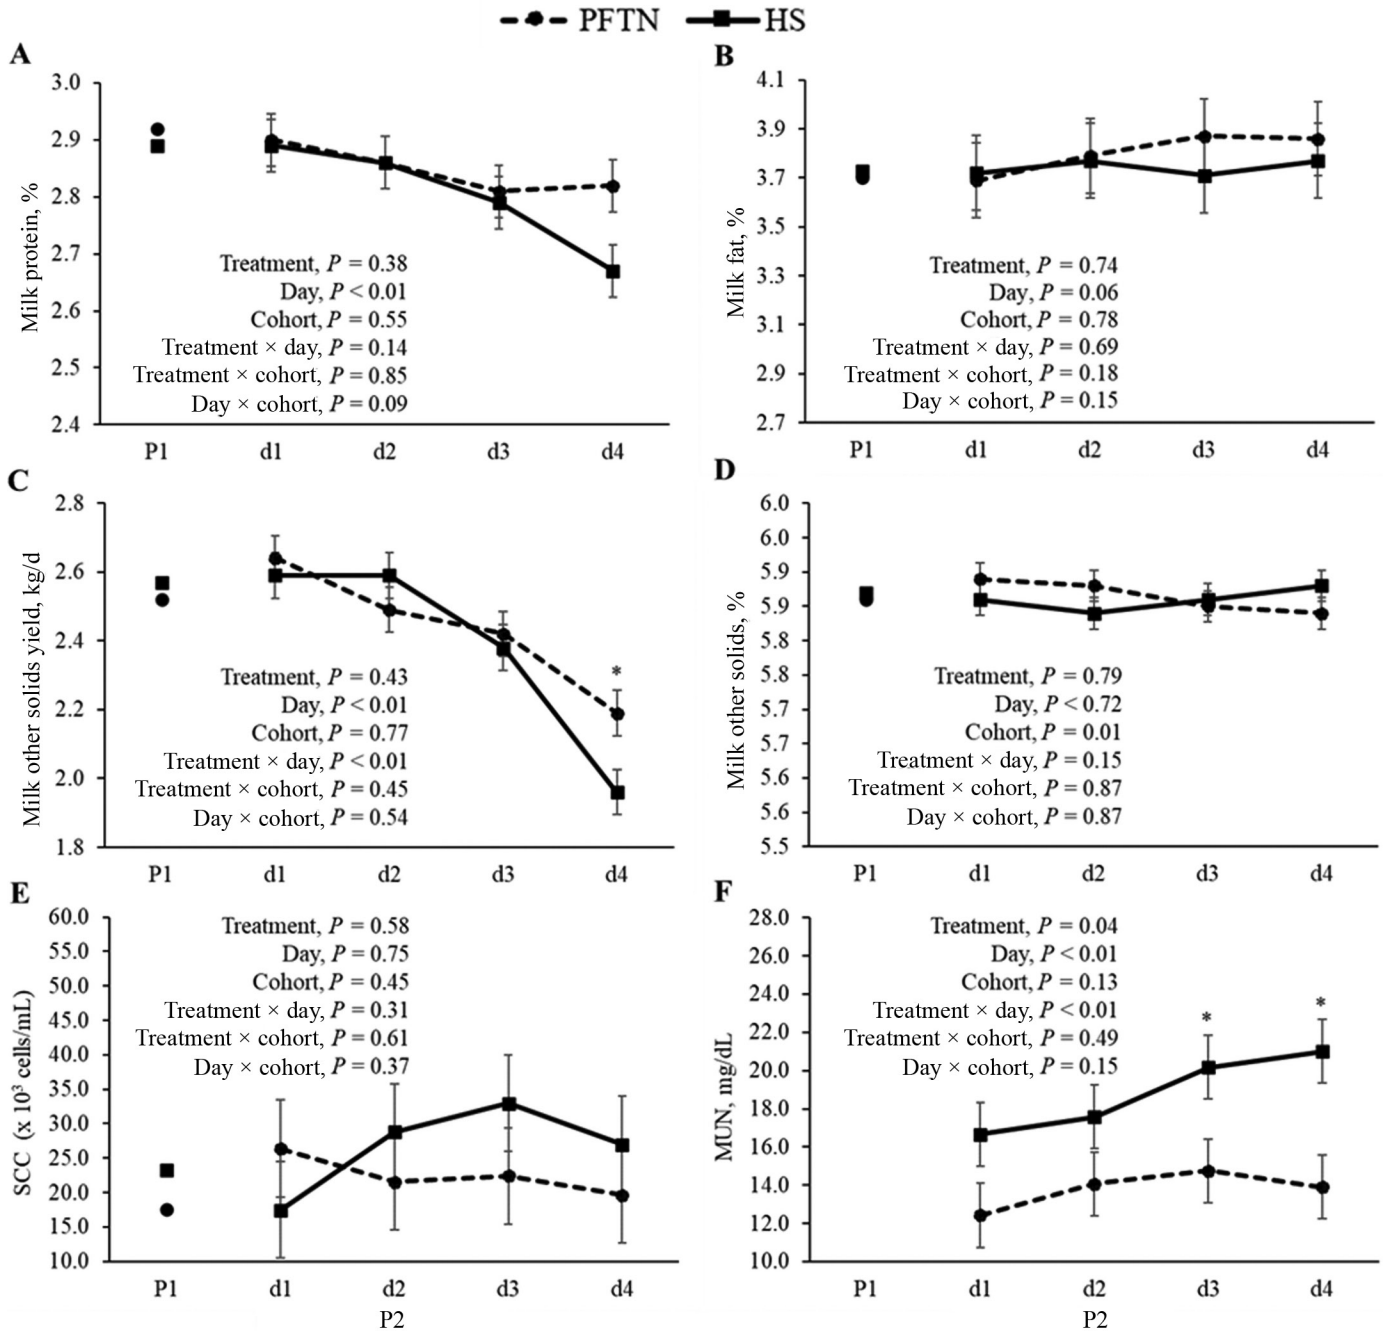 PFTN HS
A
3.0
2.9
2.8
2.7
2.6
2.5
2.4
Milk protein, %
Treatment, P = 0.38
Day, P < 0.01
Cohort, P = 0.55
Treatment × day, P = 0.14
Treatment × cohort, P = 0.85
Day × cohort, P = 0.09
P1 d1 d2 d3 d4
B
4.1
3.9
3.7
3.5
3.3
3.1
2.9
2.7
Milk fat, %
Treatment, P = 0.74
Day, P = 0.06
Cohort, P = 0.78
Treatment × day, P = 0.69
Treatment × cohort, P = 0.18
Day × cohort, P = 0.15
P1 d1 d2 d3 d4
C
2.8
2.6
2.4
2.2
2.0
1.8
Milk other solids yield, kg/d
*
Treatment, P = 0.43
Day, P < 0.01
Cohort, P = 0.77
Treatment × day, P < 0.01
Treatment × cohort, P = 0.45
Day × cohort, P = 0.54
P1 d1 d2 d3 d4
D
6.0
6.0
5.9
5.9
5.8
5.8
5.7
5.7
5.6
5.6
5.5
Milk other solids, %
Treatment, P = 0.79
Day, P < 0.72
Cohort, P = 0.01
Treatment × day, P = 0.15
Treatment × cohort, P = 0.87
Day × cohort, P = 0.87
P1 d1 d2 d3 d4
E
60.0
55.0
50.0
45.0
40.0
35.0
30.0
25.0
20.0
15.0
10.0
SCC (x 10³ cells/mL)
Treatment, P = 0.58
Day, P = 0.75
Cohort, P = 0.45
Treatment × day, P = 0.31
Treatment × cohort, P = 0.61
Day × cohort, P = 0.37
P1 d1 d2 d3 d4
P2
F
28.0
26.0
24.0
22.0
20.0
18.0
16.0
14.0
12.0
10.0
MUN, mg/dL
Treatment, P = 0.04
Day, P < 0.01
Cohort, P = 0.13
Treatment × day, P < 0.01
Treatment × cohort, P = 0.49
Day × cohort, P = 0.15
* *
P1 d1 d2 d3 d4
P2